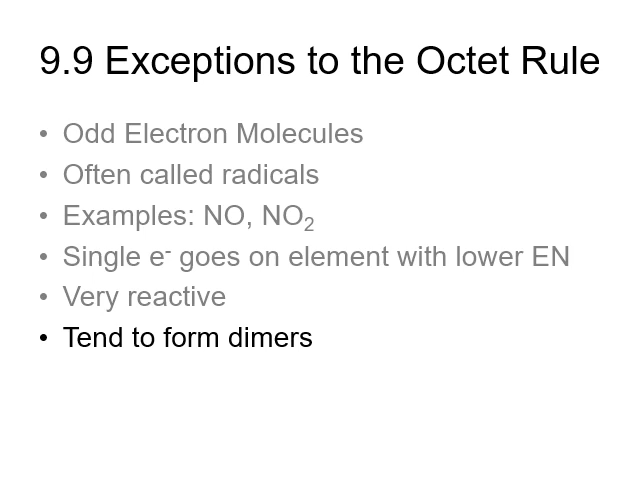 9.9 Exceptions to the Octet Rule
• Odd Electron Molecules
• Often called radicals
• Examples: NO, NO₂
• Single e⁻ goes on element with lower EN
• Very reactive
• Tend to form dimers